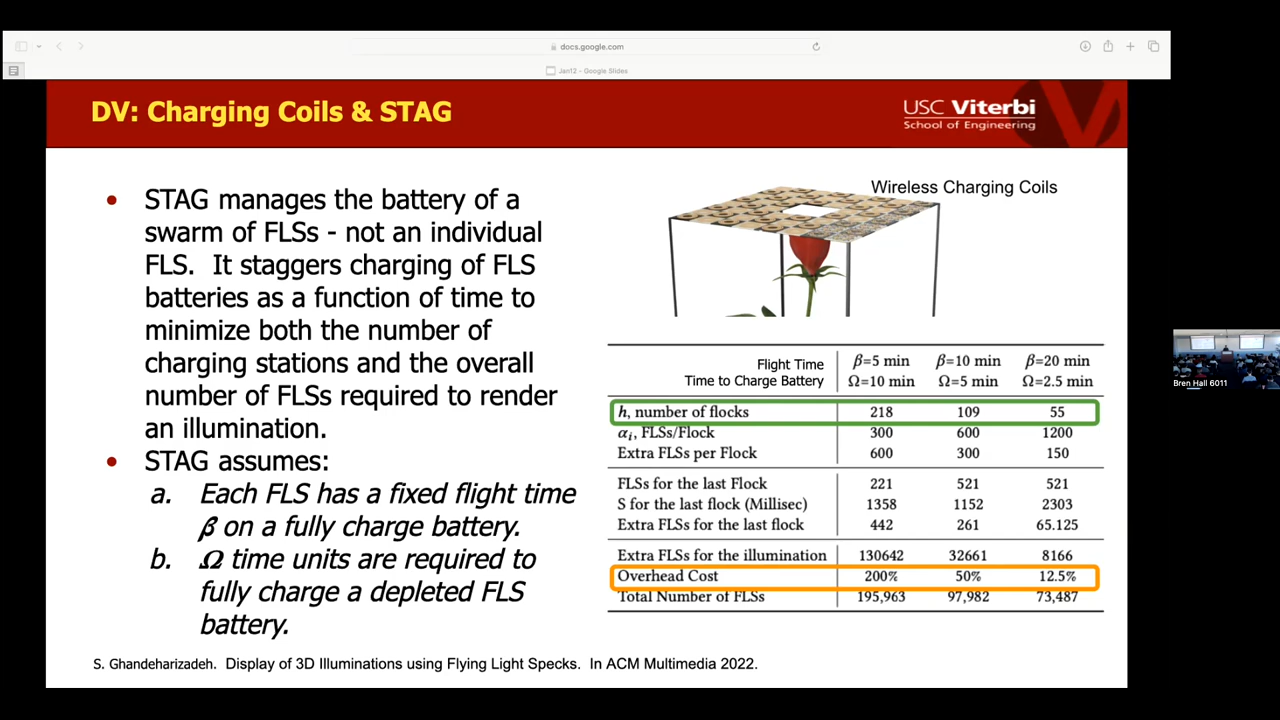 docs.google.com
Jan12 - Google Slides
DV: Charging Coils & STAG
USC Viterbi
School of Engineering
• STAG manages the battery of a
swarm of FLSs - not an individual
FLS. It staggers charging of FLS
batteries as a function of time to
minimize both the number of
charging stations and the overall
number of FLSs required to render
an illumination.
• STAG assumes:
a. Each FLS has a fixed flight time
β on a fully charge battery.
b. Ω time units are required to
fully charge a depleted FLS
battery.
Wireless Charging Coils
Flight Time β=5 min β=10 min β=20 min
Time to Charge Battery Ω=10 min Ω=5 min Ω=2.5 min
h, number of flocks 218 109 55
αi, FLSs/Flock 300 600 1200
Extra FLSs per Flock 600 300 150
FLSs for the last Flock 221 521 521
S for the last flock (Millisec) 1358 1152 2303
Extra FLSs for the last flock 442 261 65.125
Extra FLSs for the illumination 130642 32661 8166
Overhead Cost 200% 50% 12.5%
Total Number of FLSs 195,963 97,982 73,487
S. Ghandeharizadeh. Display of 3D Illuminations using Flying Light Specks. In ACM Multimedia 2022.
Bren Hall 6011